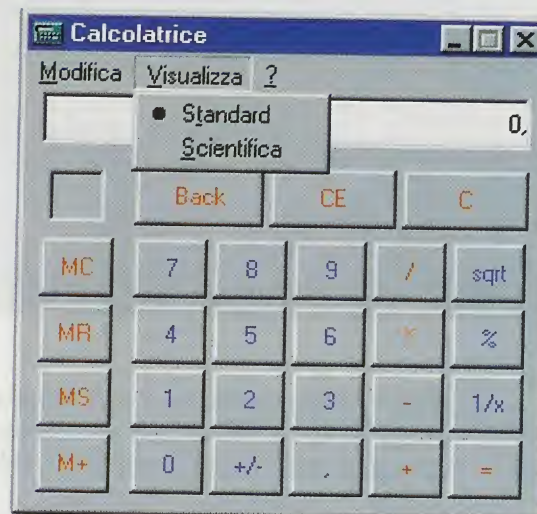 Calcolatrice
Modifica Visualizza ?
Standard
Scientifica
0,
Back CE C
MC 7 8 9 / sqrt
MR 4 5 6 * %
MS 1 2 3 - 1/x
M+ 0 +/- , + =